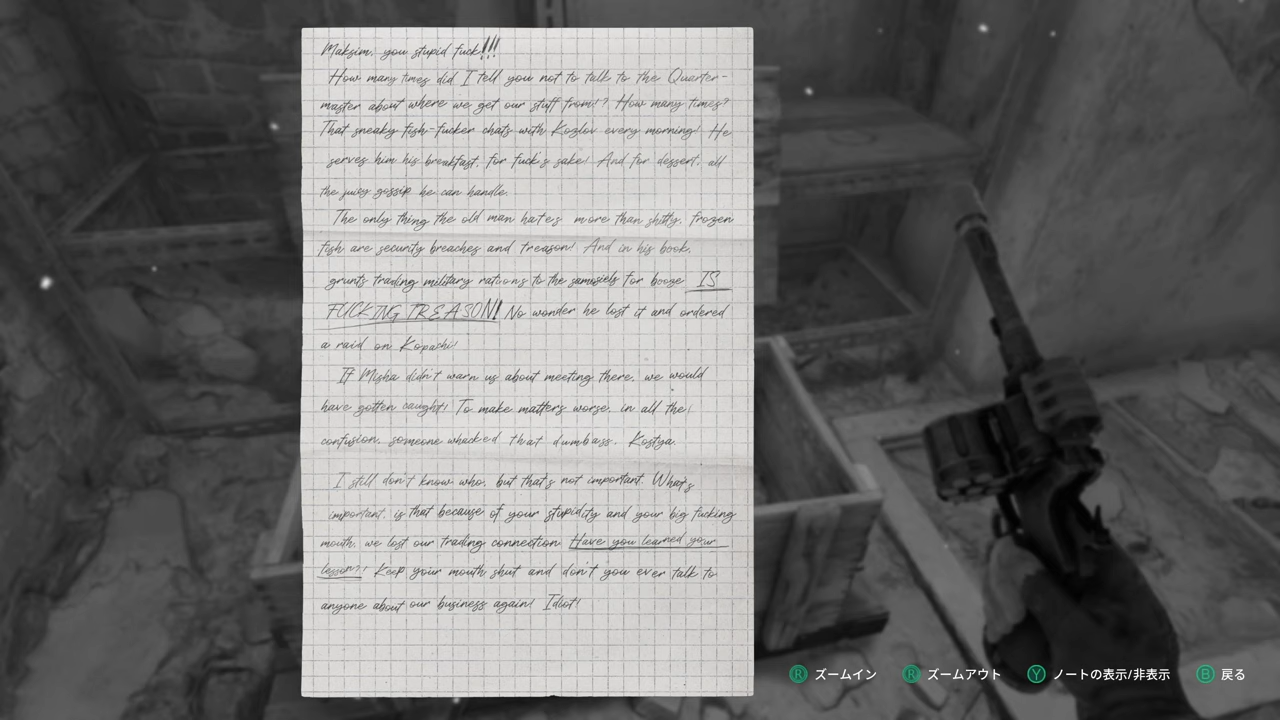 Maksim, you stupid fuck!!!
How many times did I tell you not to talk to the Quarter-
master about where we get our stuff from!? How many times?
That sneaky fish-fucker chats with Kozlov every morning! He
serves him his breakfast, for fuck's sake! And for dessert, all
the juicy gossip he can handle.
The only thing the old man hates more than shitty, frozen
fish are security breaches and treason! And in his book,
grunts trading military rations to the samosiels for booze IS
FUCKING TREASON! No wonder he lost it and ordered
a raid on Kopachi!
If Misha didn't warn us about meeting there, we would
have gotten caught! To make matters worse, in all the
confusion, someone whacked that dumbass, Kostya.
I still don't know who, but that's not important. What's
important, is that because of your stupidity and your big fucking
mouth, we lost our trading connection. Have you learned your
lesson?! Keep your mouth shut and don't you ever talk to
anyone about our business again! Idiot!
R ズームイン R ズームアウト Y ノートの表示/非表示 B 戻る